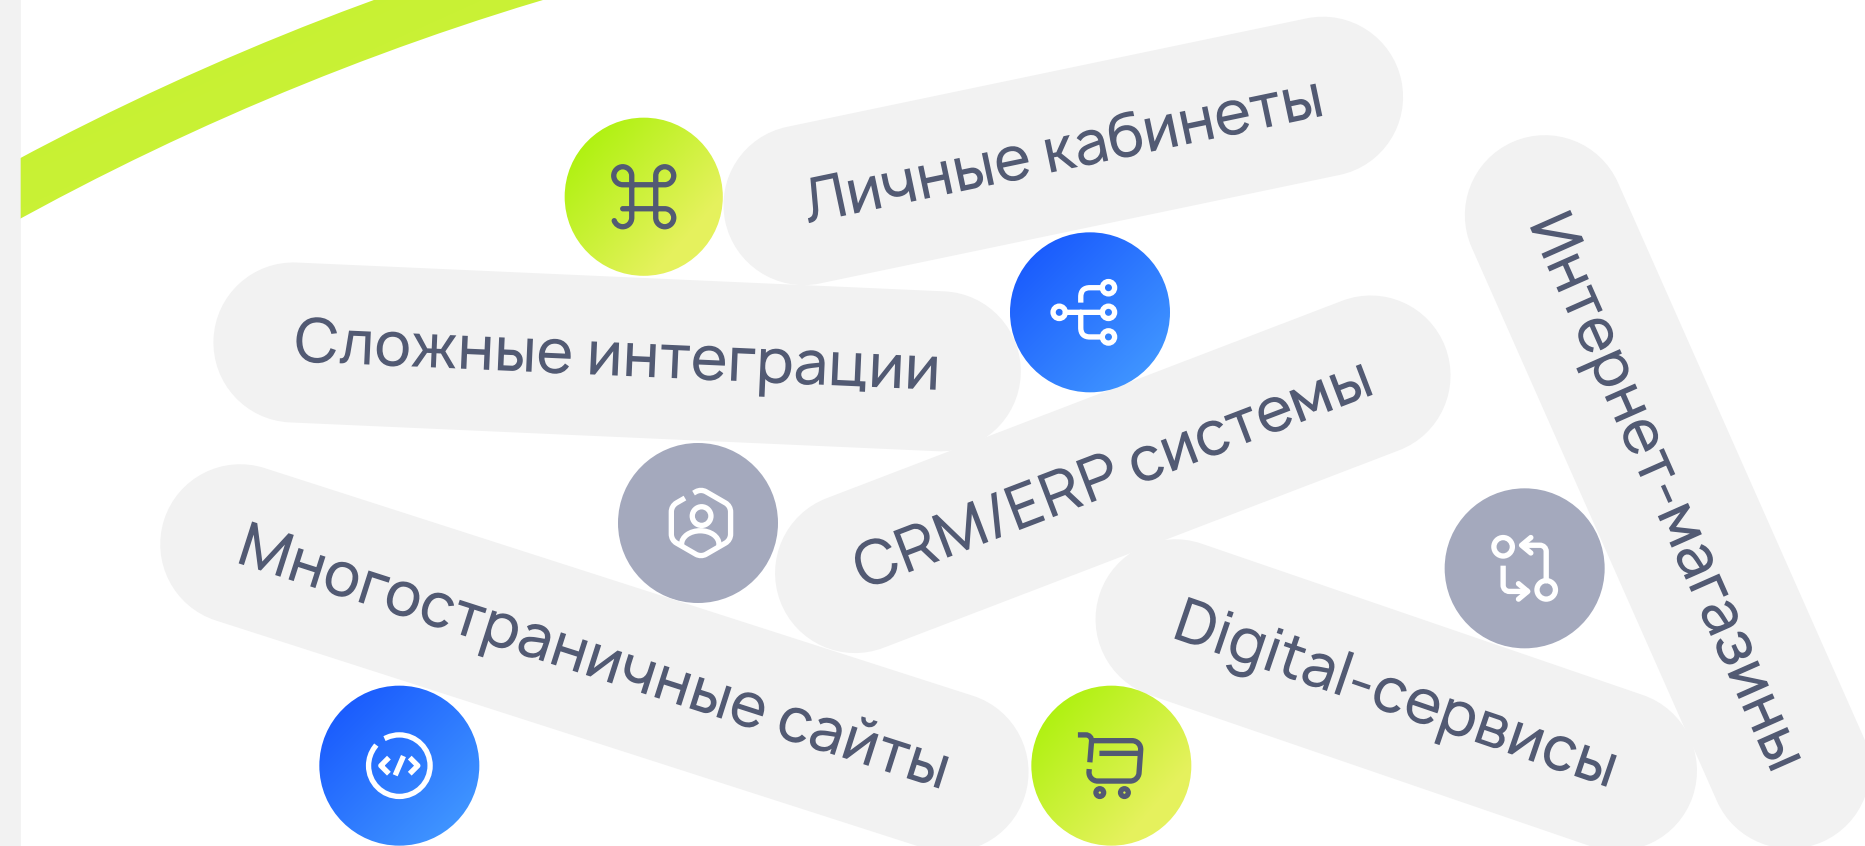 Личные кабинеты
Сложные интеграции
CRM/ERP системы
Интернет-магазины
Многостраничные сайты
Digital-сервисы